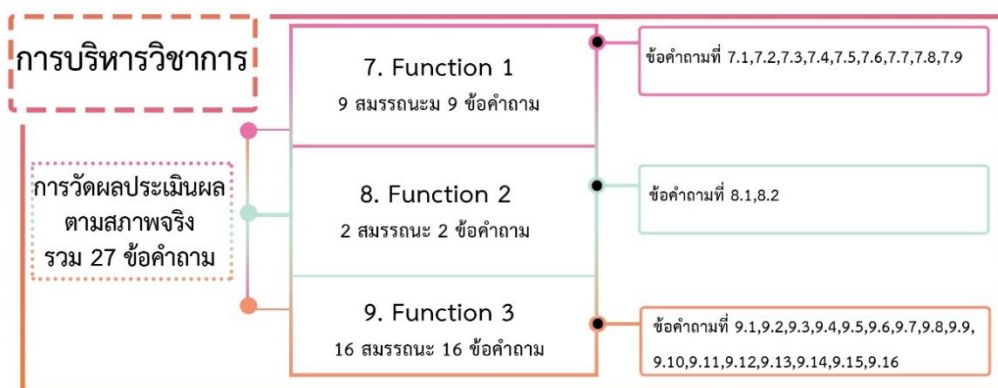 การบริหารวิชาการ
การวัดผลประเมินผล
ตามสภาพจริง
รวม 27 ข้อคำถาม
7. Function 1
9 สมรรถนะม 9 ข้อคำถาม
ข้อคำถามที่ 7.1,7.2,7.3,7.4,7.5,7.6,7.7,7.8,7.9
8. Function 2
2 สมรรถนะ 2 ข้อคำถาม
ข้อคำถามที่ 8.1,8.2
9. Function 3
16 สมรรถนะ 16 ข้อคำถาม
ข้อคำถามที่ 9.1,9.2,9.3,9.4,9.5,9.6,9.7,9.8,9.9,
9.10,9.11,9.12,9.13,9.14,9.15,9.16